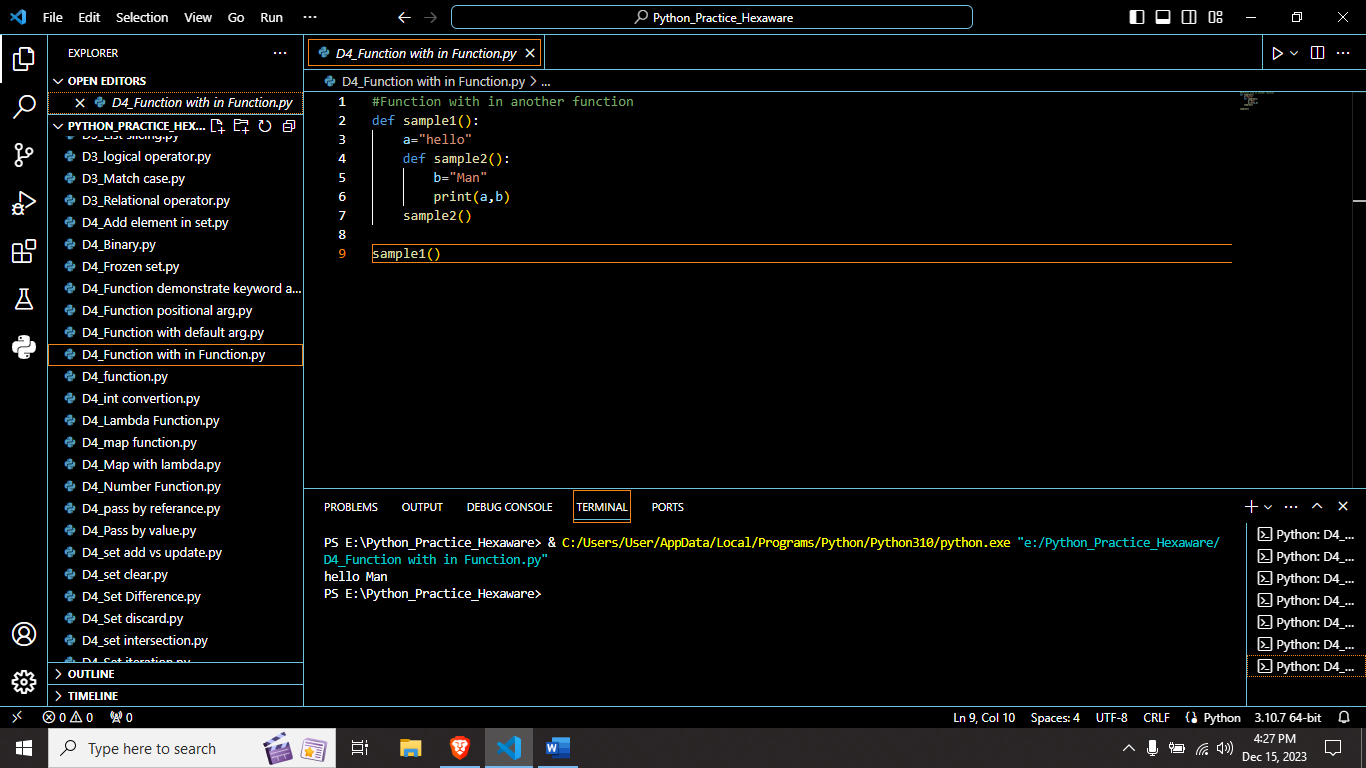 File Edit Selection View Go Run ··· Python_Practice_Hexaware
EXPLORER
OPEN EDITORS
D4_Function with in Function.py
PYTHON_PRACTICE_HEX...
D3_List slicing.py
D3_logical operator.py
D3_Match case.py
D3_Relational operator.py
D4_Add element in set.py
D4_Binary.py
D4_Frozen set.py
D4_Function demonstrate keyword a...
D4_Function positional arg.py
D4_Function with default arg.py
D4_Function with in Function.py
D4_function.py
D4_int convertion.py
D4_Lambda Function.py
D4_map function.py
D4_Map with lambda.py
D4_Number Function.py
D4_pass by referance.py
D4_Pass by value.py
D4_set add vs update.py
D4_set clear.py
D4_Set Difference.py
D4_Set discard.py
D4_set intersection.py
D4_Set iteration.py
OUTLINE
TIMELINE
D4_Function with in Function.py
D4_Function with in Function.py > ...
1 #Function with in another function
2 def sample1():
3 a="hello"
4 def sample2():
5 b="Man"
6 print(a,b)
7 sample2()
8
9 sample1()
PROBLEMS OUTPUT DEBUG CONSOLE TERMINAL PORTS
PS E:\Python_Practice_Hexaware> & C:/Users/User/AppData/Local/Programs/Python/Python310/python.exe "e:/Python_Practice_Hexaware/
D4_Function with in Function.py"
hello Man
PS E:\Python_Practice_Hexaware>
Python: D4_...
Python: D4_...
Python: D4_...
Python: D4_...
Python: D4_...
Python: D4_...
Python: D4_...
0 0 0 Ln 9, Col 10 Spaces: 4 UTF-8 CRLF Python 3.10.7 64-bit
Type here to search
4:27 PM
Dec 15, 2023